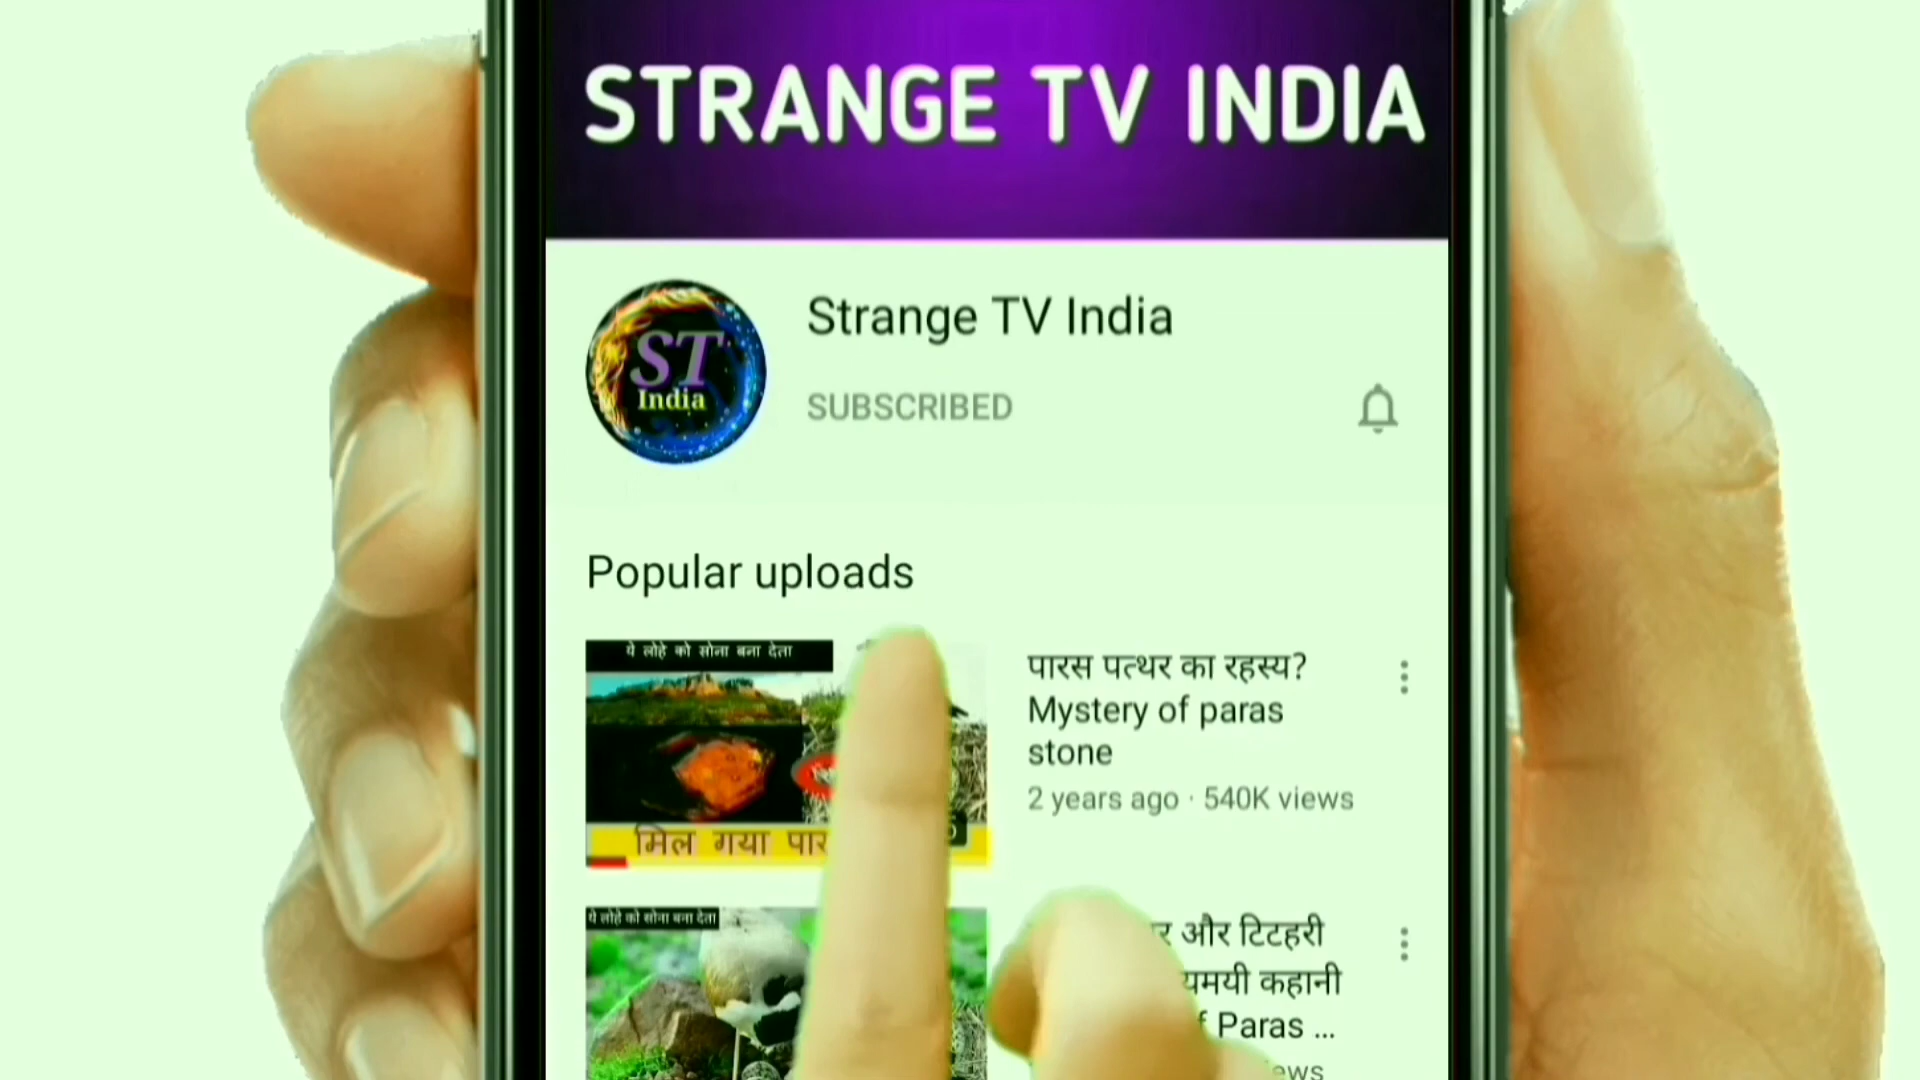 STRANGE TV INDIA
ST
India
Strange TV India
SUBSCRIBED
Popular uploads
ये लोहे को सोना बना देता
मिल गया
पारस पत्थर का रहस्य?
Mystery of paras
stone
2 years ago · 540K views
ये लोहे को सोना बना देता
और टिटहरी
कहानी
Paras ...